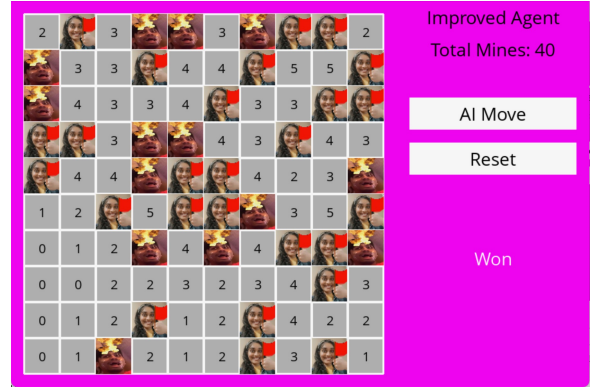 Improved Agent
Total Mines: 40
AI Move
Reset
Won
2 3 3 2
3 3 4 4 5 5
4 3 3 4 3 3
3 4 3 4 3
4 4 4 2 3
1 2 5 3 5
0 1 2 4 4
0 0 2 2 3 2 3 4 3
0 1 2 1 2 4 2 2
0 1 2 1 2 3 1